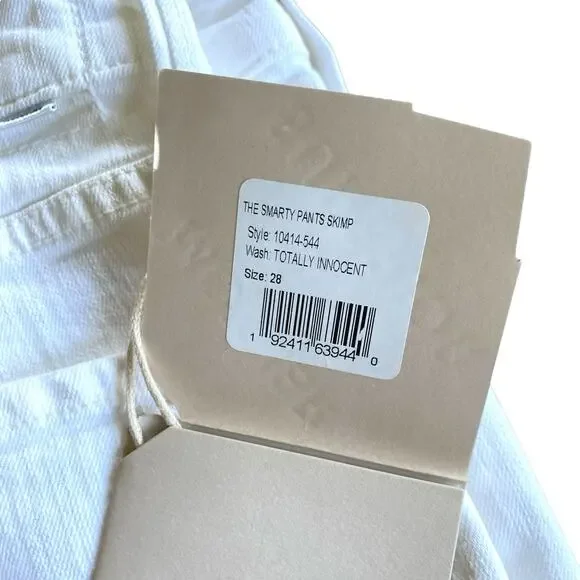 THE SMARTY PANTS SKIMP
Style: 10414-544
Wash: TOTALLY INNOCENT
Size: 28
1 92411 63944 0